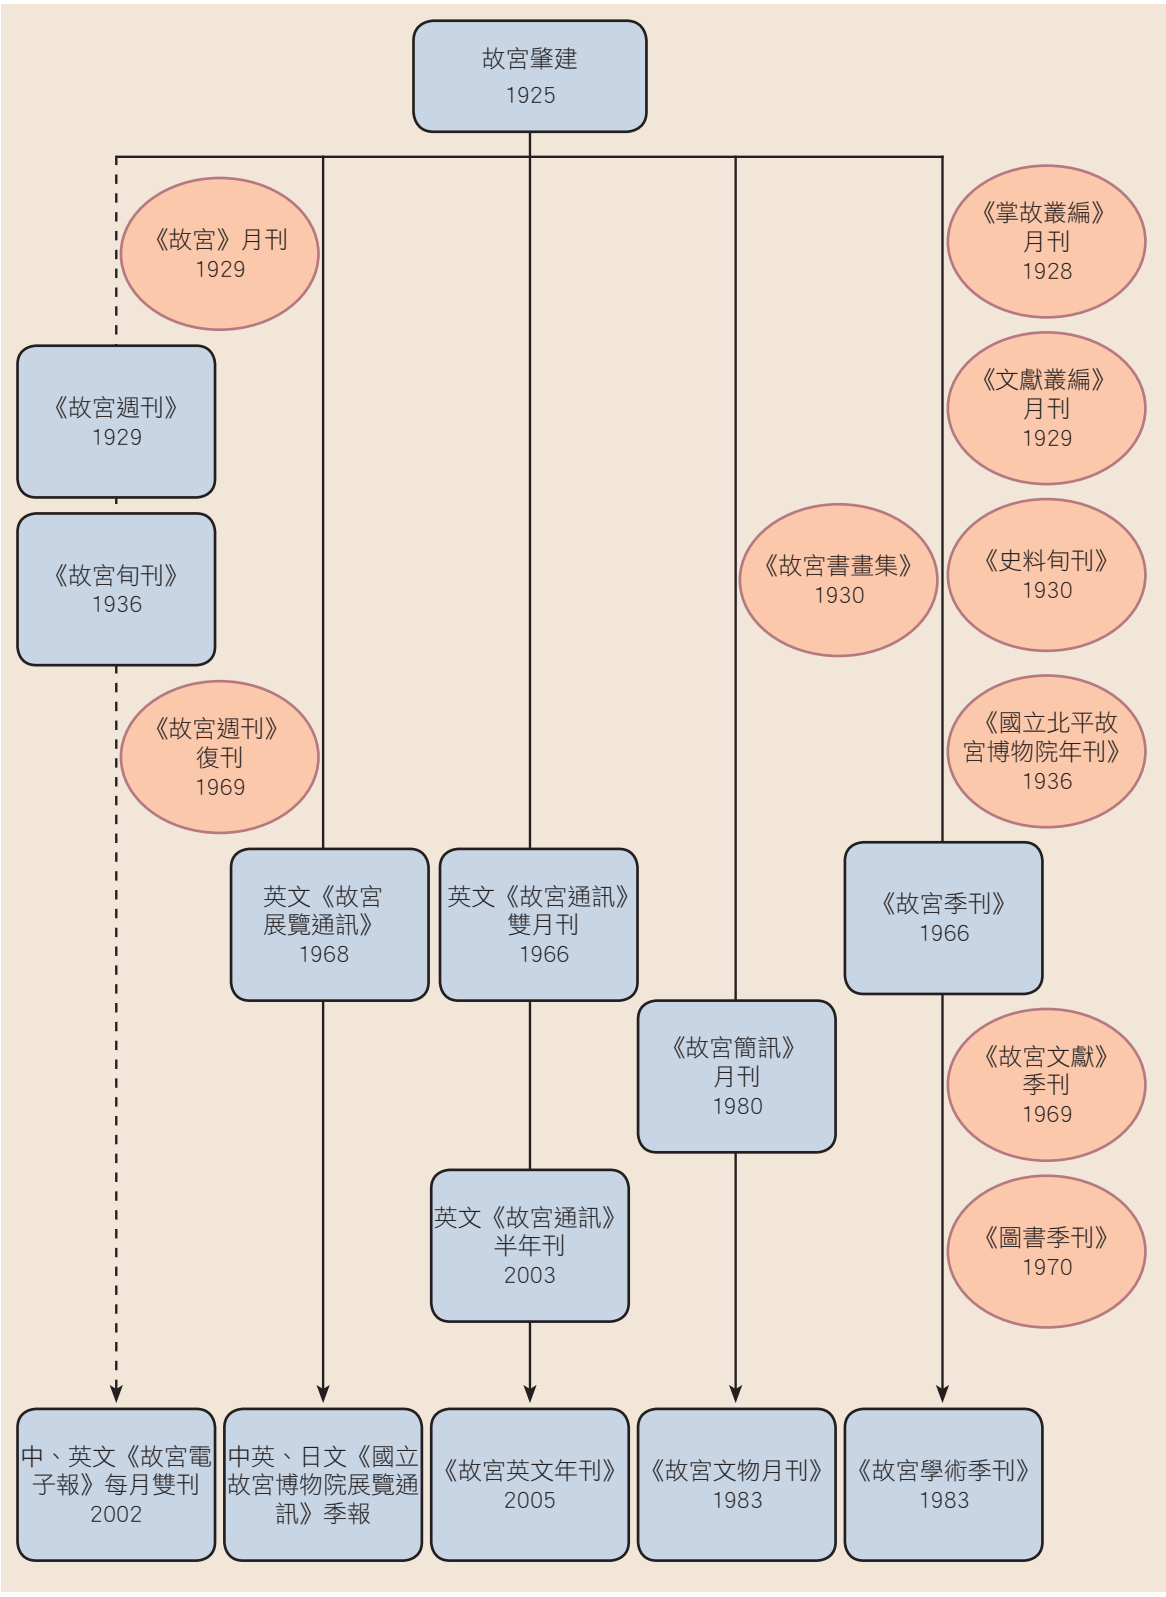 故宮肇建
1925
《故宮》月刊
1929
《掌故叢編》
月刊
1928
《故宮週刊》
1929
《文獻叢編》
月刊
1929
《故宮旬刊》
1936
《故宮書畫集》
1930
《史料旬刊》
1930
《故宮週刊》
復刊
1969
《國立北平故
宮博物院年刊》
1936
英文《故宮
展覽通訊》
1968
英文《故宮通訊》
雙月刊
1966
《故宮季刊》
1966
《故宮簡訊》
月刊
1980
《故宮文獻》
季刊
1969
英文《故宮通訊》
半年刊
2003
《圖書季刊》
1970
中、英文《故宮電
子報》每月雙刊
2002
中英、日文《國立
故宮博物院展覽通
訊》季報
《故宮英文年刊》
2005
《故宮文物月刊》
1983
《故宮學術季刊》
1983